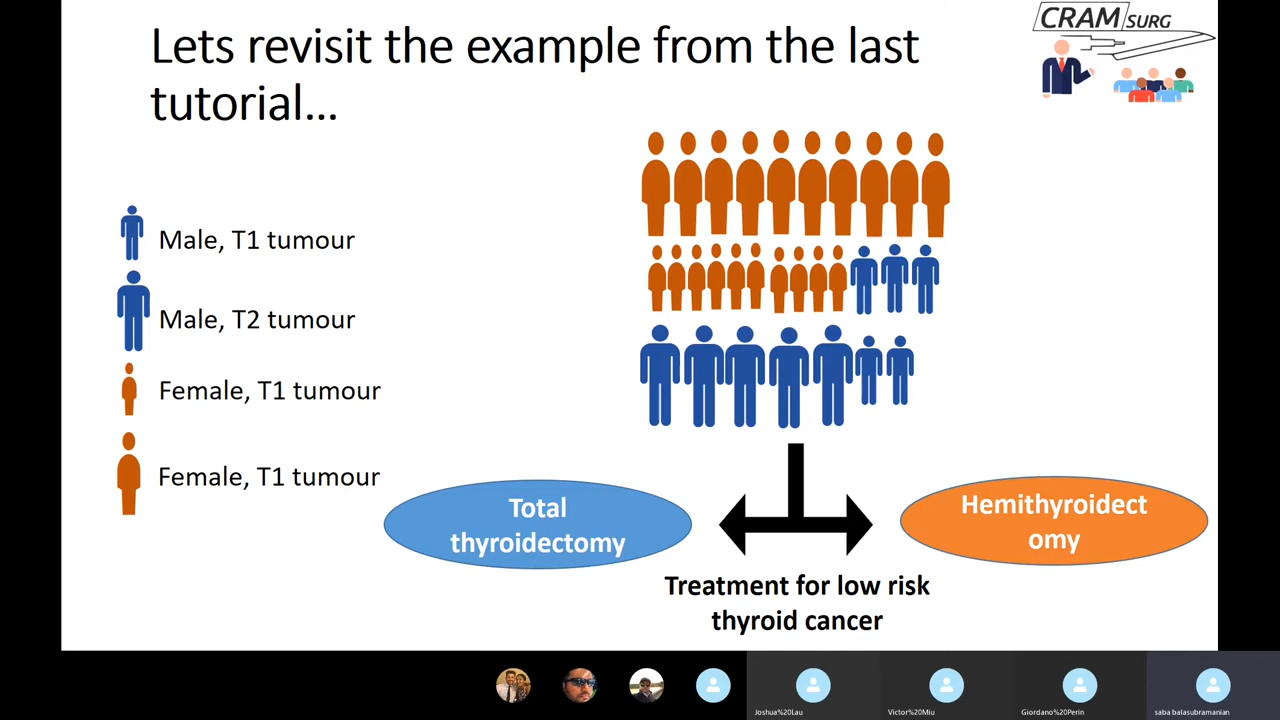 CRAM SURG
Lets revisit the example from the last
tutorial...
Male, T1 tumour
Male, T2 tumour
Female, T1 tumour
Female, T1 tumour
Total
thyroidectomy
Hemithyroidect
omy
Treatment for low risk
thyroid cancer
Joshua%20Lau
Victor%20Miu
Giordano%20Perin
saba balasubramanian